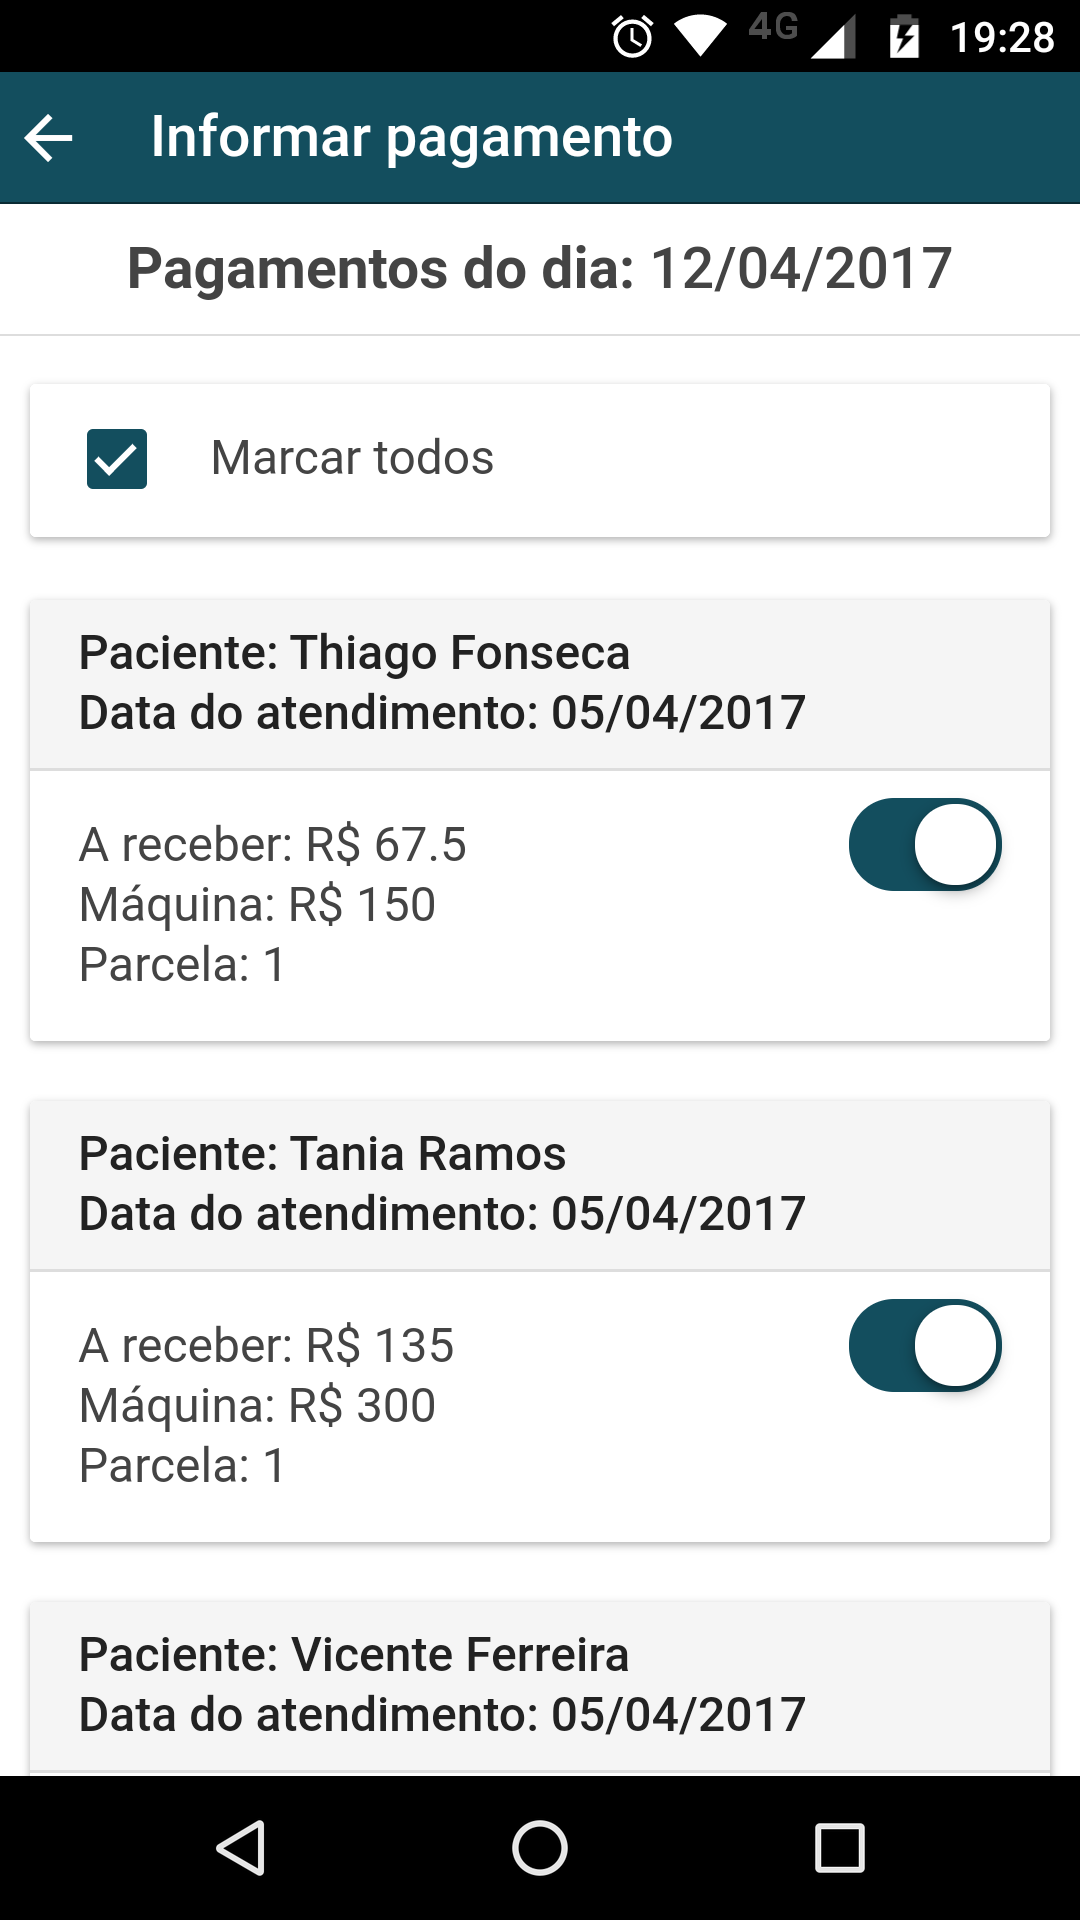 4G 19:28
Informar pagamento
Pagamentos do dia: 12/04/2017
Marcar todos
Paciente: Thiago Fonseca
Data do atendimento: 05/04/2017
A receber: R$ 67.5
Máquina: R$ 150
Parcela: 1
Paciente: Tania Ramos
Data do atendimento: 05/04/2017
A receber: R$ 135
Máquina: R$ 300
Parcela: 1
Paciente: Vicente Ferreira
Data do atendimento: 05/04/2017